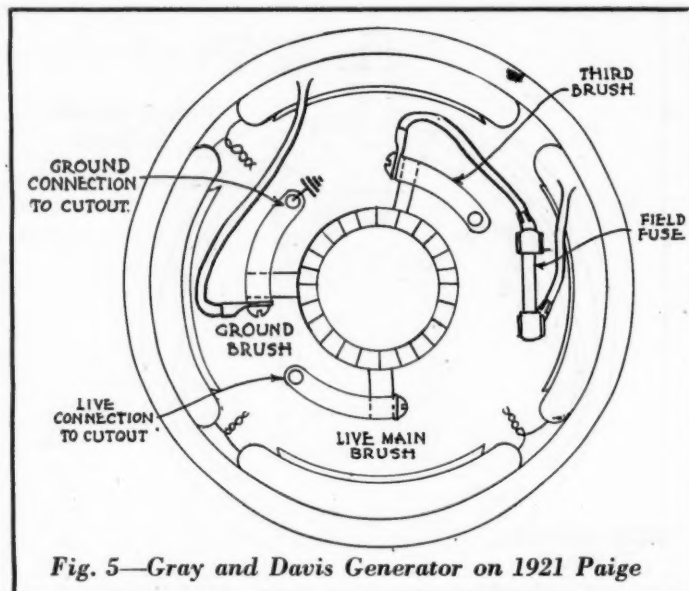 THIRD
BRUSH
GROUND
CONNECTION
TO CUTOUT.
FIELD
FUSE
GROUND
BRUSH
LIVE
CONNECTION
TO CUTOUT
LIVE MAIN
BRUSH
Fig. 5—Gray and Davis Generator on 1921 Paige